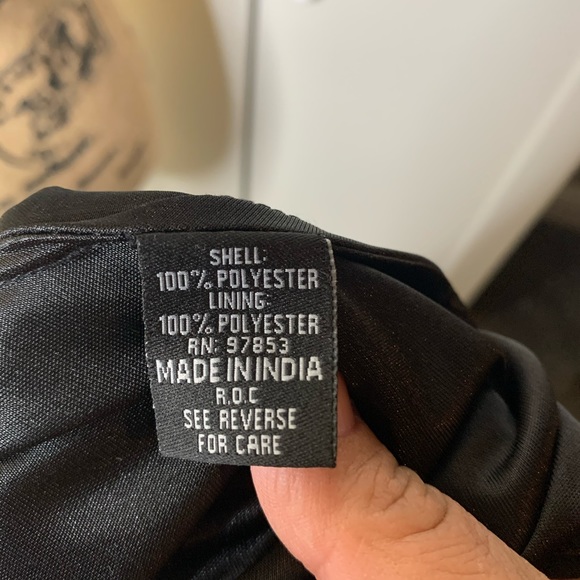 SHELL:
100% POLYESTER
LINING:
100% POLYESTER
RN: 97853
MADE IN INDIA
R.O.C
SEE REVERSE
FOR CARE